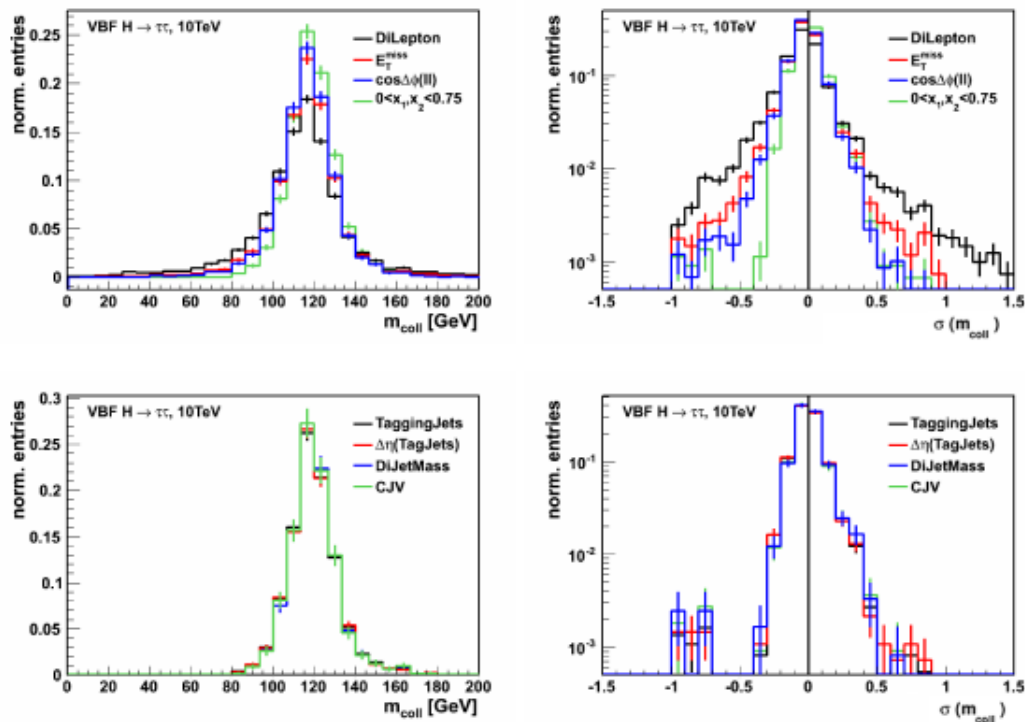 VBF H → ττ, 10TeV
DiLepton
E_T^miss
cosΔφ(ll)
0<x₁,x₂<0.75
norm. entries
0.25
0.2
0.15
0.1
0.05
0
0 20 40 60 80 100 120 140 160 180 200
m_coll [GeV]
VBF H → ττ, 10TeV
DiLepton
E_T^miss
cosΔφ(ll)
0<x₁,x₂<0.75
norm. entries
10⁻¹
10⁻²
10⁻³
-1.5 -1 -0.5 0 0.5 1 1.5
σ (m_coll)
VBF H → ττ, 10TeV
TaggingJets
Δη(TagJets)
DiJetMass
CJV
norm. entries
0.3
0.25
0.2
0.15
0.1
0.05
0
0 20 40 60 80 100 120 140 160 180 200
m_coll [GeV]
VBF H → ττ, 10TeV
TaggingJets
Δη(TagJets)
DiJetMass
CJV
norm. entries
10⁻¹
10⁻²
10⁻³
-1.5 -1 -0.5 0 0.5 1 1.5
σ (m_coll)